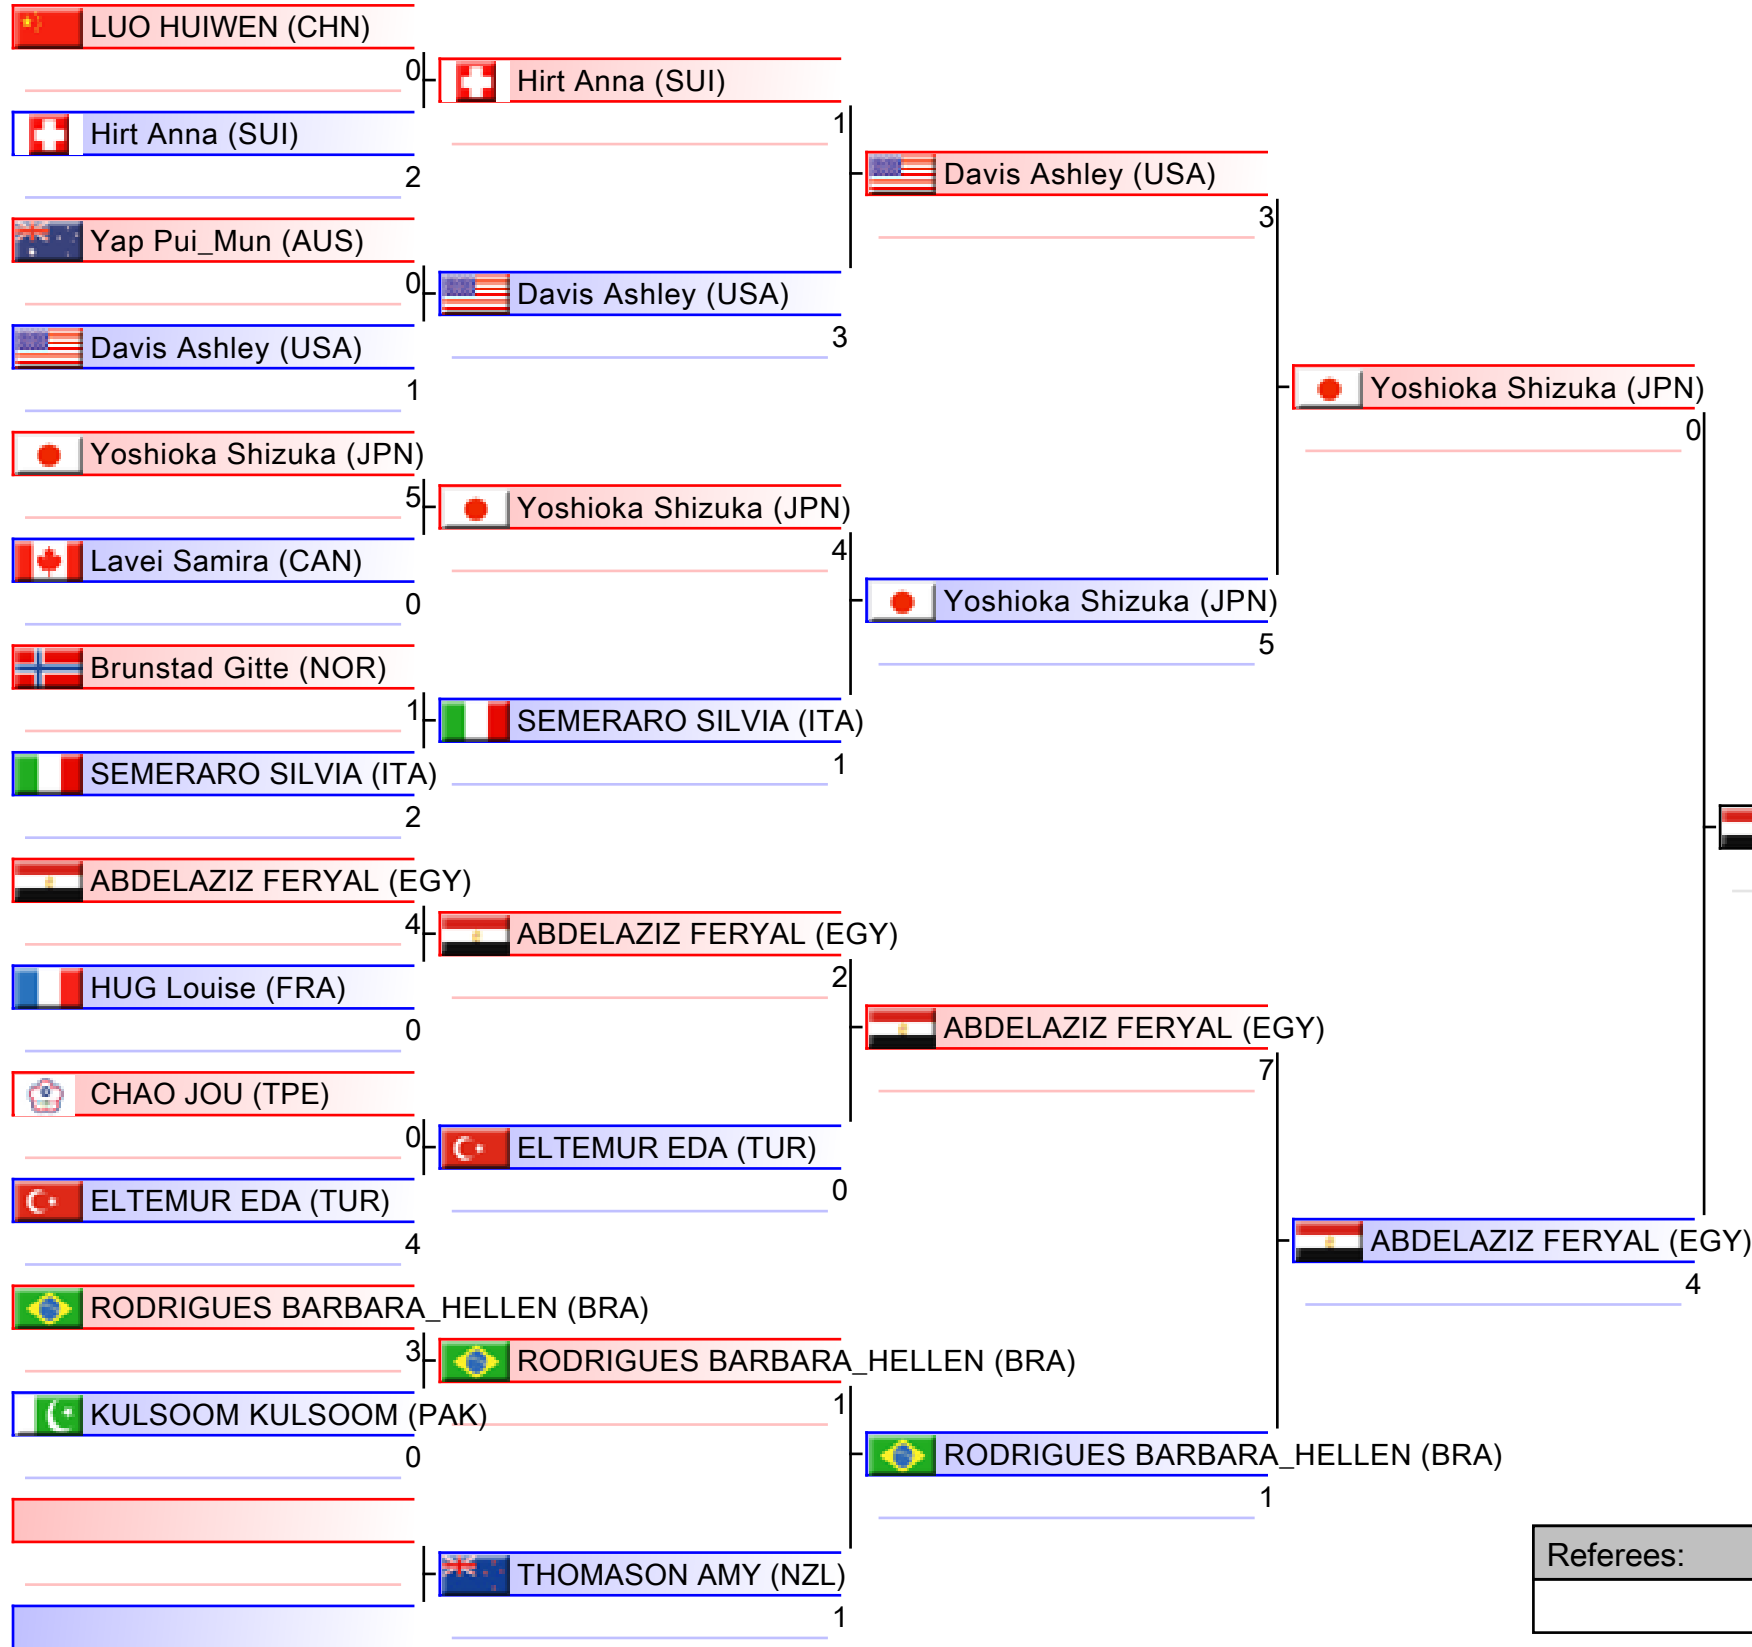 LUO HUIWEN (CHN)
0
Hirt Anna (SUI)
2
Yap Pui_Mun (AUS)
0
Davis Ashley (USA)
1
Yoshioka Shizuka (JPN)
5
Lavei Samira (CAN)
0
Brunstad Gitte (NOR)
1
SEMERARO SILVIA (ITA)
2
ABDELAZIZ FERYAL (EGY)
4
HUG Louise (FRA)
0
CHAO JOU (TPE)
0
ELTEMUR EDA (TUR)
4
RODRIGUES BARBARA_HELLEN (BRA)
3
KULSOOM KULSOOM (PAK)
0
Hirt Anna (SUI)
1
Davis Ashley (USA)
3
Yoshioka Shizuka (JPN)
4
SEMERARO SILVIA (ITA)
1
ABDELAZIZ FERYAL (EGY)
2
ELTEMUR EDA (TUR)
0
RODRIGUES BARBARA_HELLEN (BRA)
1
THOMASON AMY (NZL)
1
Davis Ashley (USA)
3
Yoshioka Shizuka (JPN)
5
ABDELAZIZ FERYAL (EGY)
7
RODRIGUES BARBARA_HELLEN (BRA)
1
Yoshioka Shizuka (JPN)
0
ABDELAZIZ FERYAL (EGY)
4
Referees: